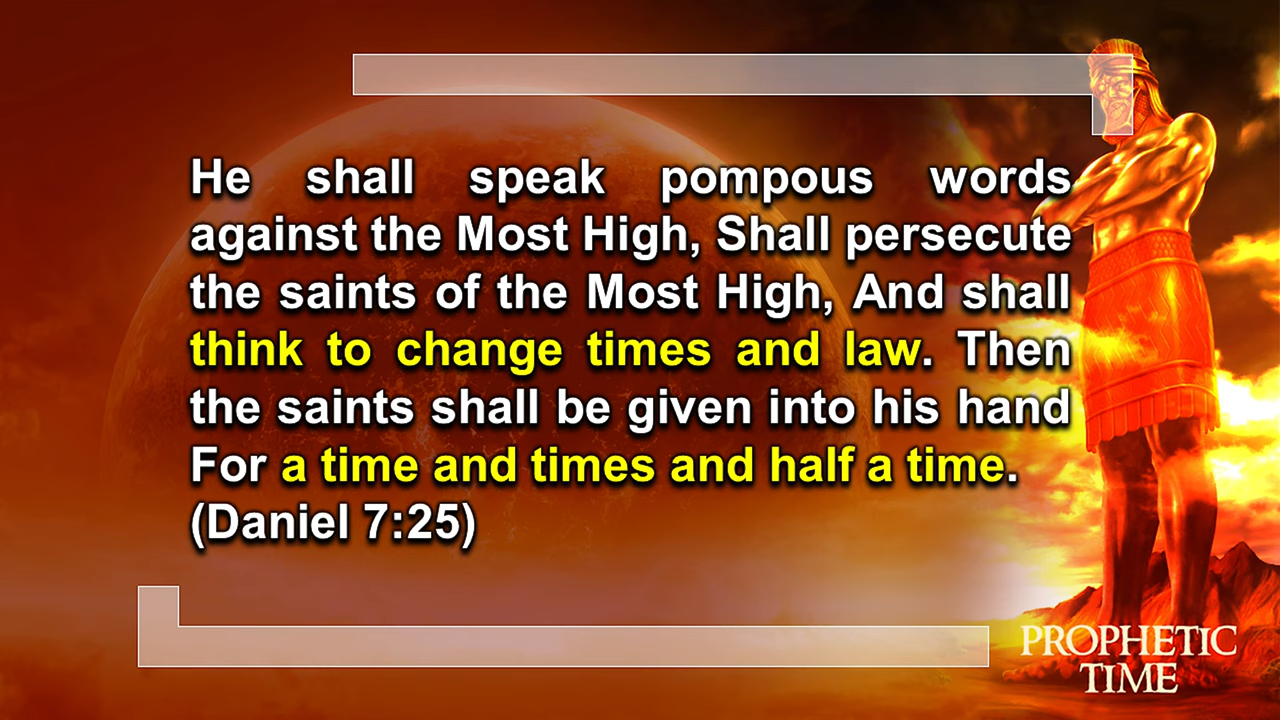 He shall speak pompous words
against the Most High, Shall persecute
the saints of the Most High, And shall
think to change times and law. Then
the saints shall be given into his hand
For a time and times and half a time.
(Daniel 7:25)
PROPHETIC
TIME